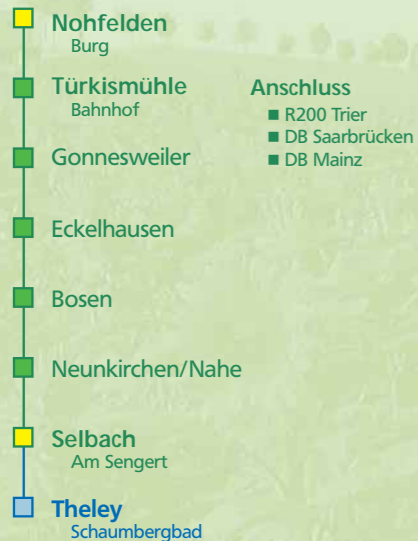 Nohfelden
Burg
Türkismühle
Bahnhof
Anschluss
■ R200 Trier
■ DB Saarbrücken
■ DB Mainz
Gonnesweiler
Eckelhausen
Bosen
Neunkirchen/Nahe
Selbach
Am Sengert
Theley
Schaumbergbad